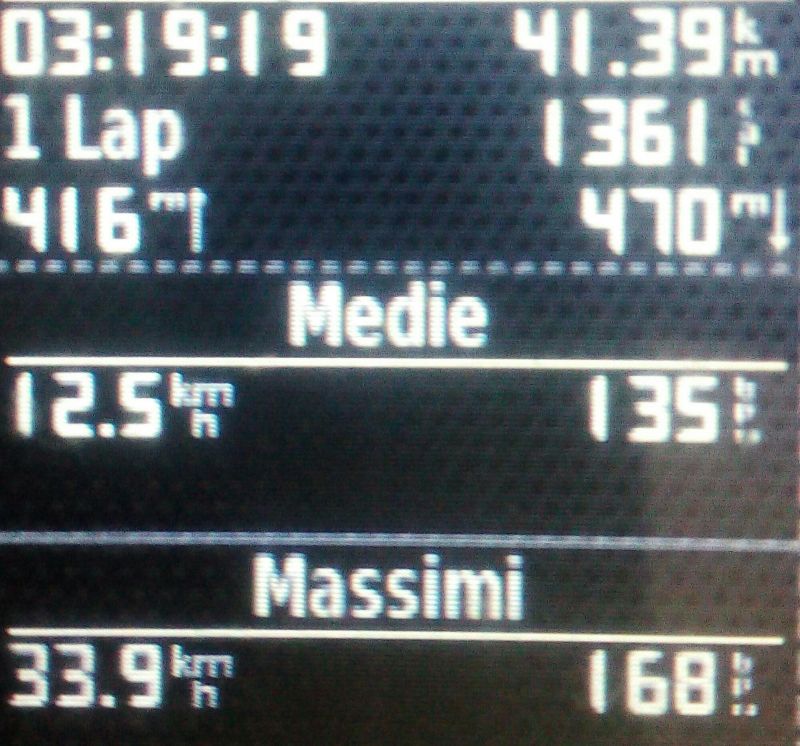 03:19:19 41.39 km
1 Lap 1361 cal
416 m↑ 470 m↓
Medie
12.5 km/h 135
Massimi
33.9 km/h 168